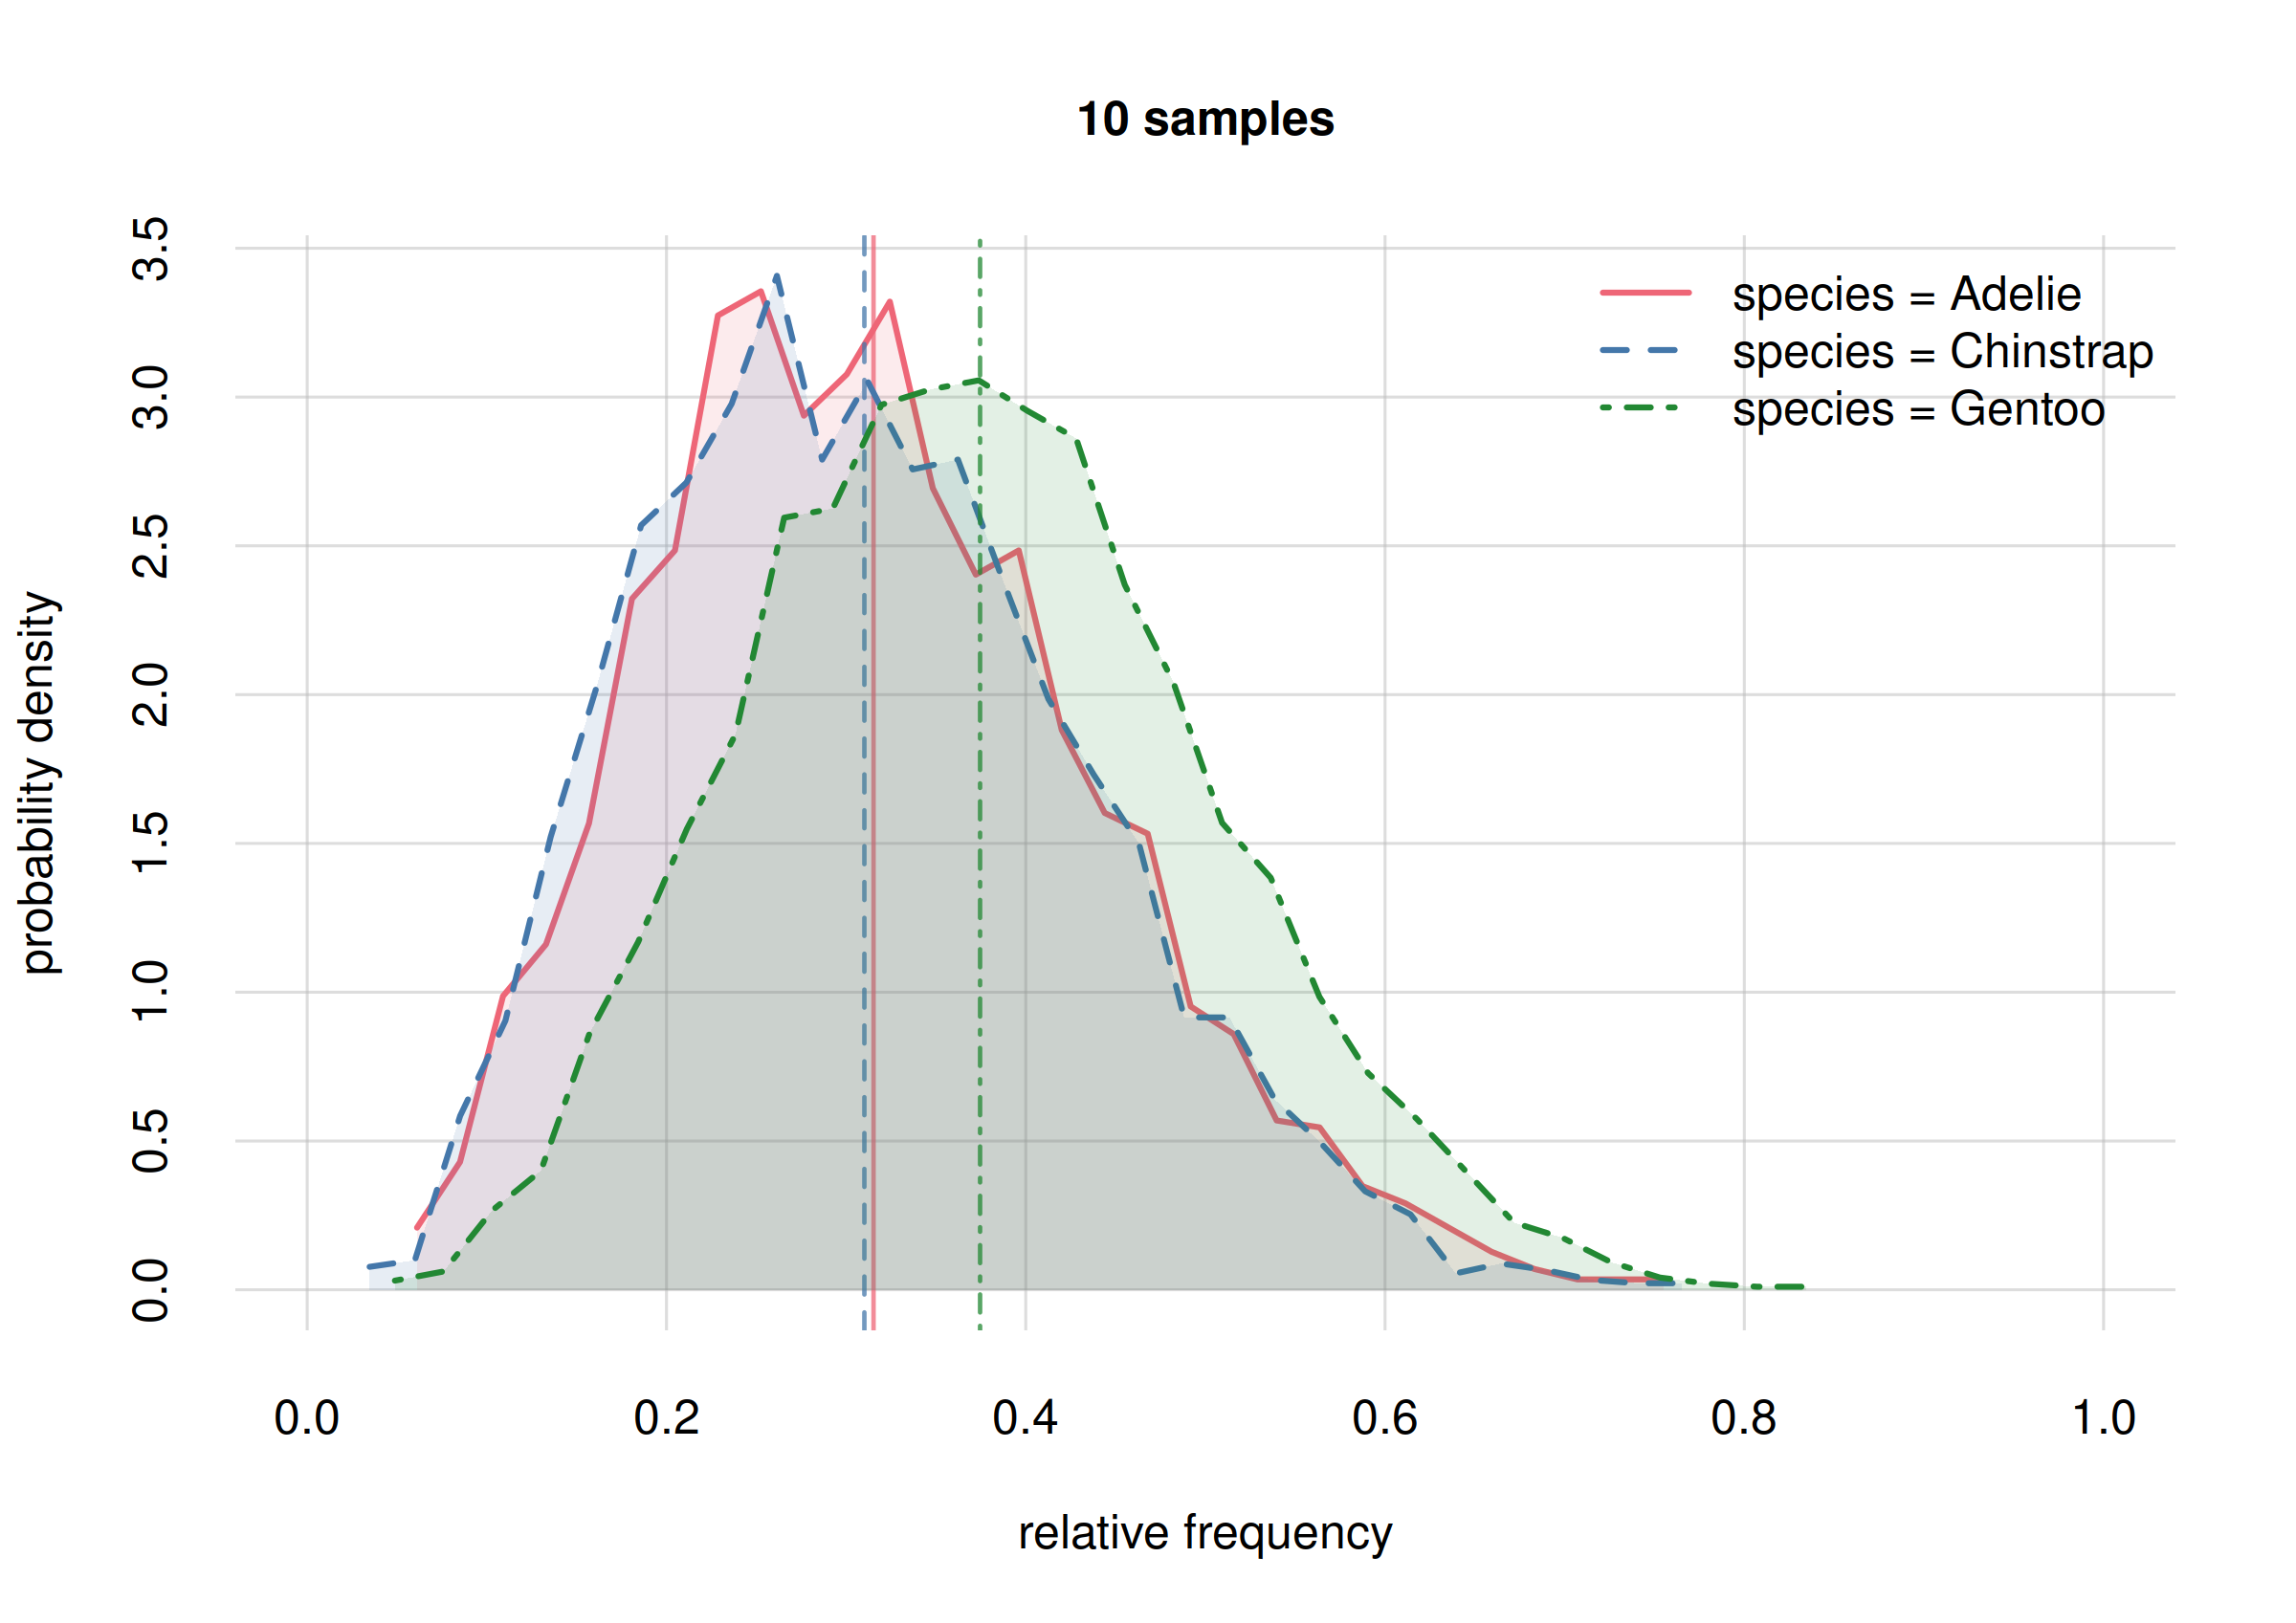 10 samples
probability density
3.5
3.0
2.5
2.0
1.5
1.0
0.5
0.0
species = Adelie
species = Chinstrap
species = Gentoo
0.0 0.2 0.4 0.6 0.8 1.0
relative frequency